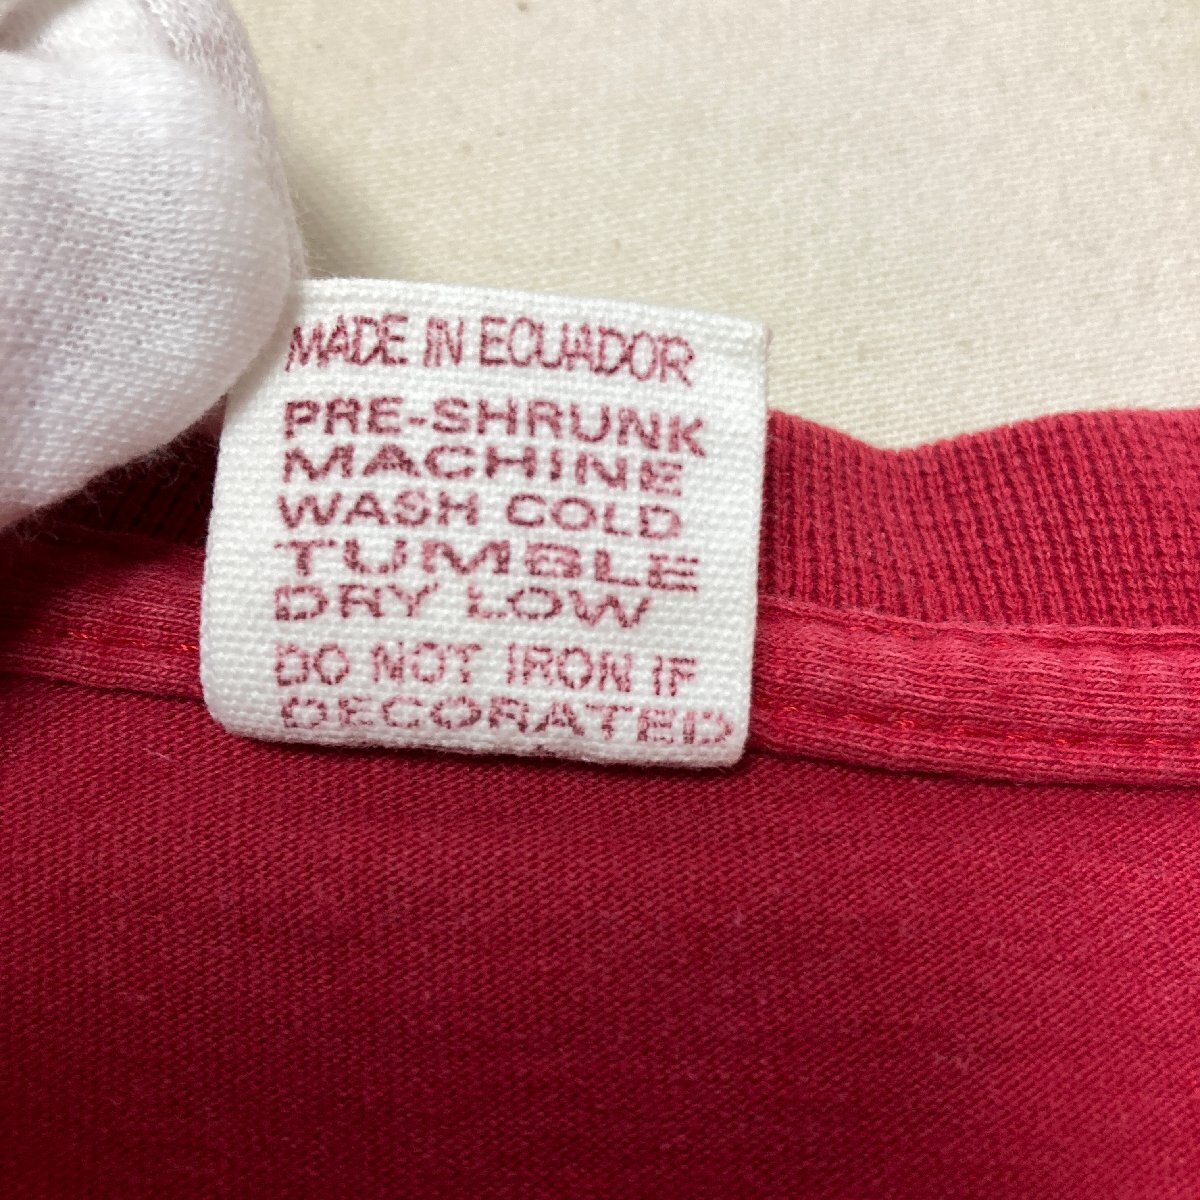 MADE IN ECUADOR
PRE-SHRUNK
MACHINE
WASH COLD
TUMBLE
DRY LOW
DO NOT IRON IF
DECORATED